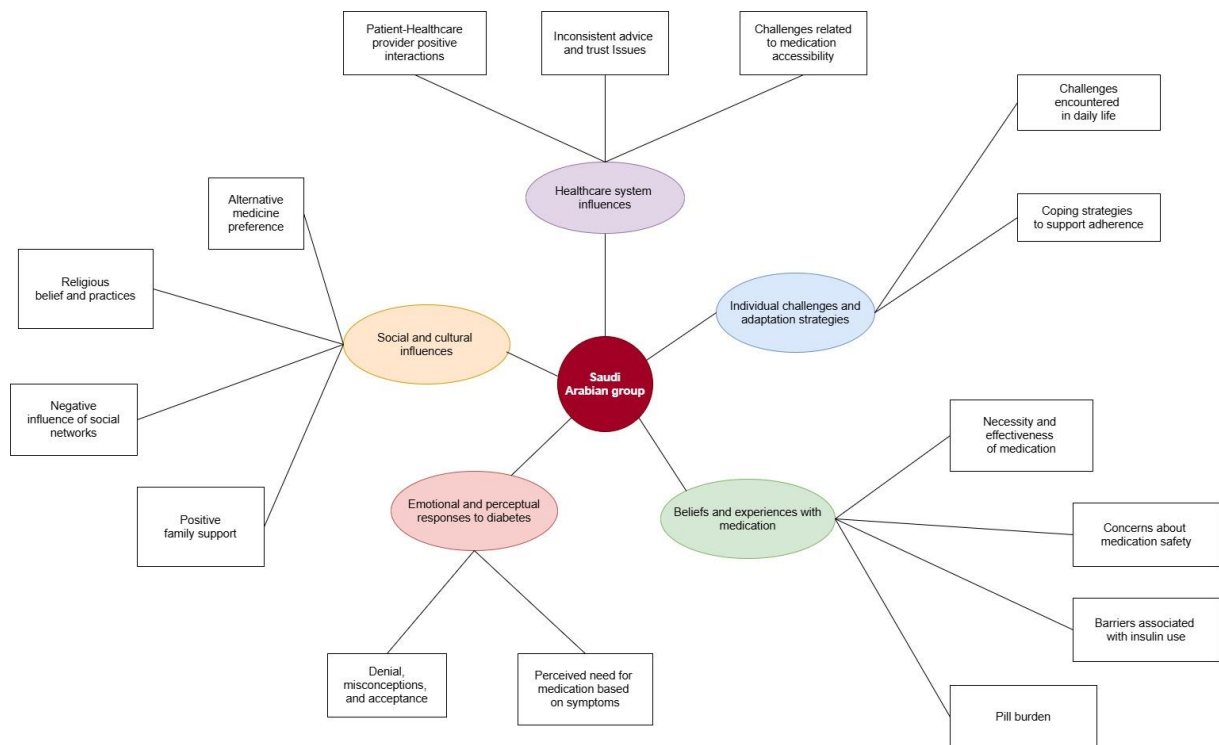 Patient-Healthcare
provider positive
interactions
Inconsistent advice
and trust Issues
Challenges related
to medication
accessibility
Challenges
encountered
in daily life
Healthcare system
influences
Alternative
medicine
preference
Coping strategies
to support adherence
Religious
belief and practices
Individual challenges and
adaptation strategies
Social and cultural
influences
Saudi
Arabian group
Negative
influence of social
networks
Necessity and
effectiveness
of medication
Emotional and perceptual
responses to diabetes
Beliefs and experiences with
medication
Positive
family support
Concerns about
medication safety
Barriers associated
with insulin use
Denial,
misconceptions,
and acceptance
Perceived need for
medication based
on symptoms
Pill burden